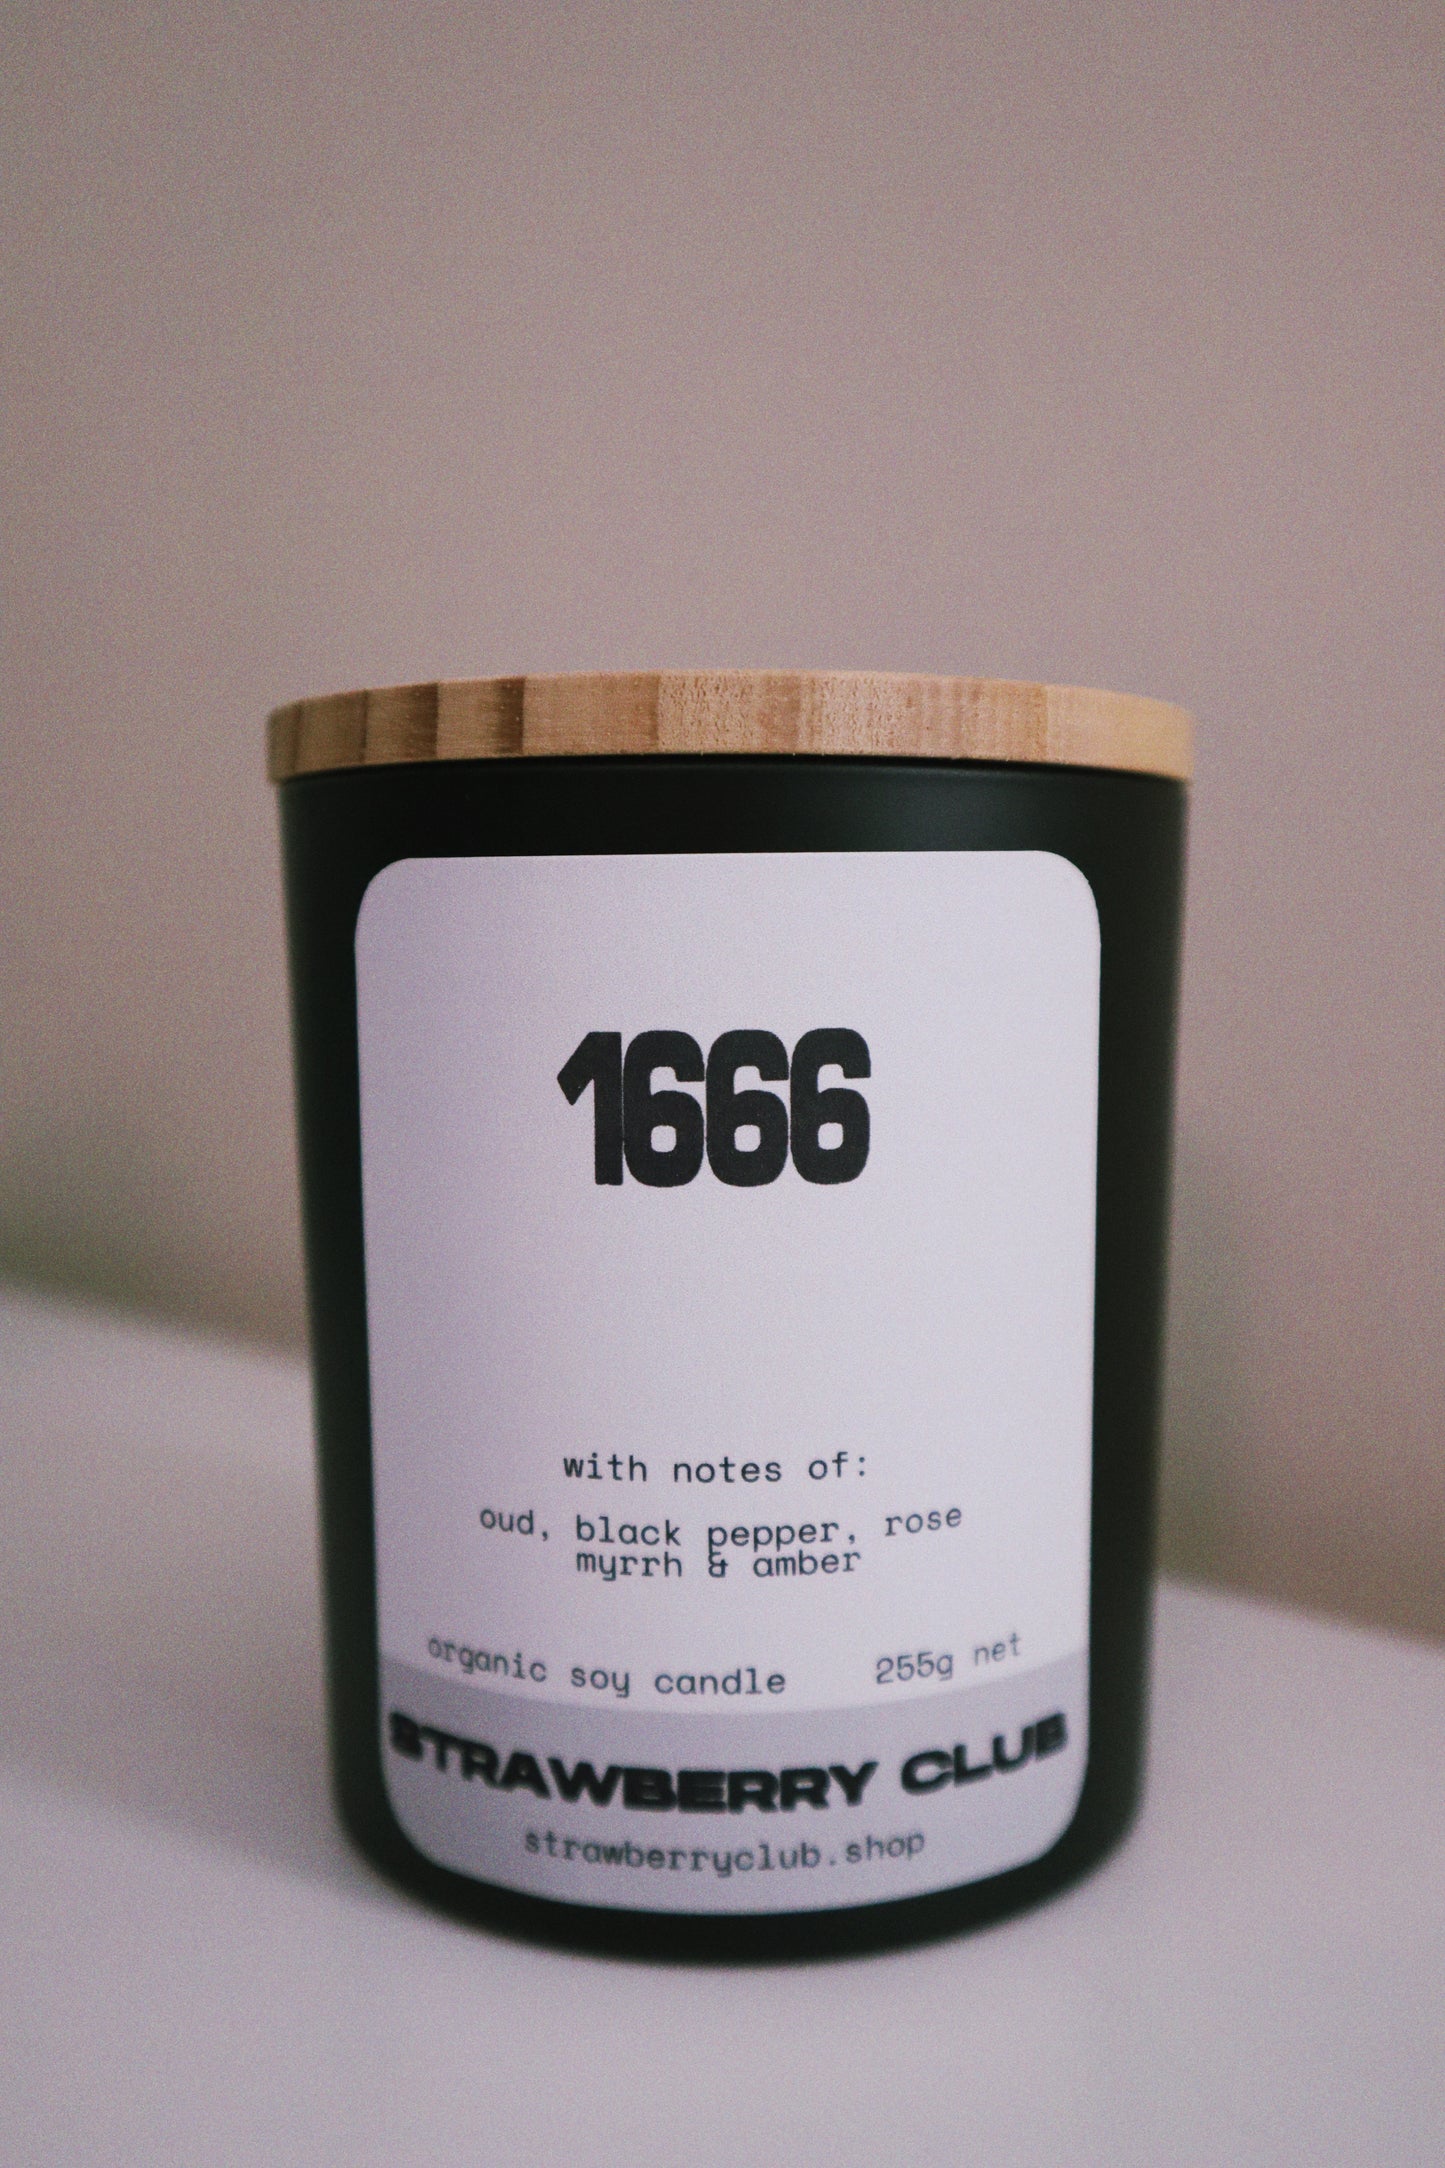 1666
with notes of:
oud, black pepper, rose
myrrh & amber
organic soy candle 255g net
STRAWBERRY CLUB
strawberryclub.shop